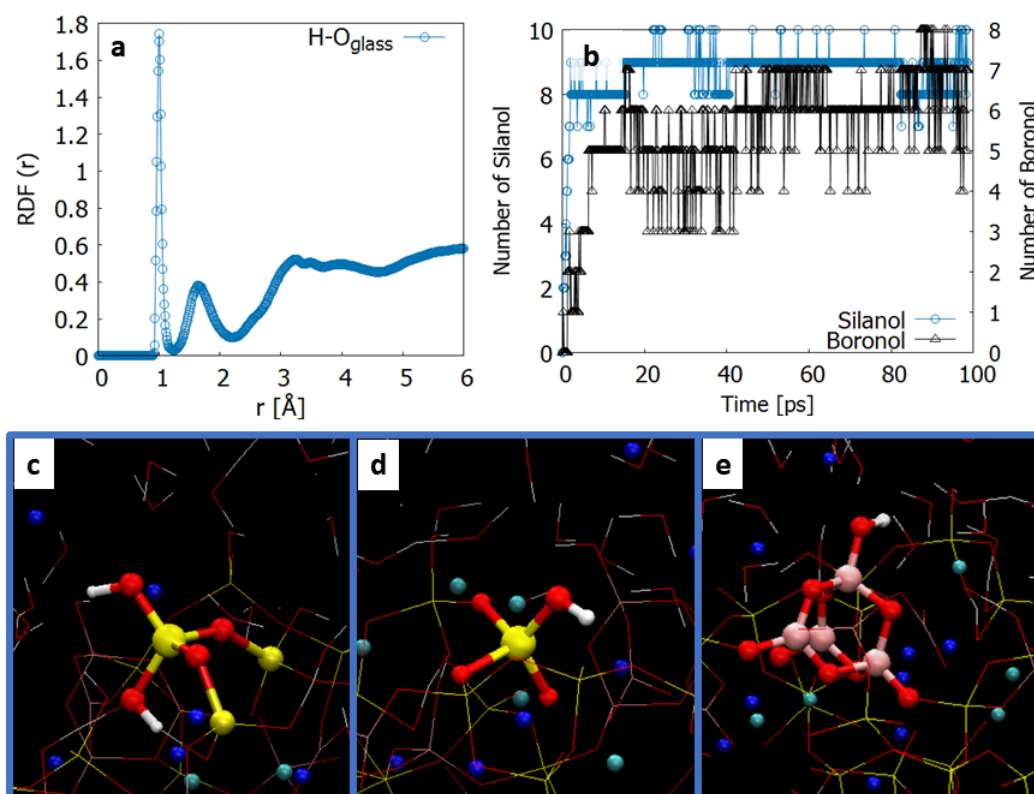 a
H-Oglass
RDF (r)
1.8
1.6
1.4
1.2
1
0.8
0.6
0.4
0.2
0
0 1 2 3 4 5 6
r [Å]
b
Number of Silanol
10
8
6
4
2
0
Number of Boronol
8
7
6
5
4
3
2
1
0
Silanol
Boronol
0 20 40 60 80 100
Time [ps]
c
d
e